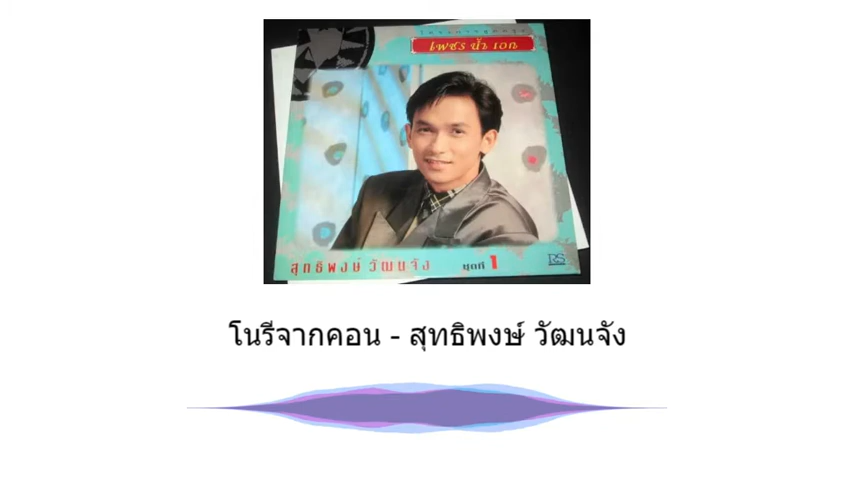 เพชร น้ำ เอก
สุทธิพงษ์ วัฒนจัง ชุดที่ 1
โนรีจากคอน - สุทธิพงษ์ วัฒนจัง